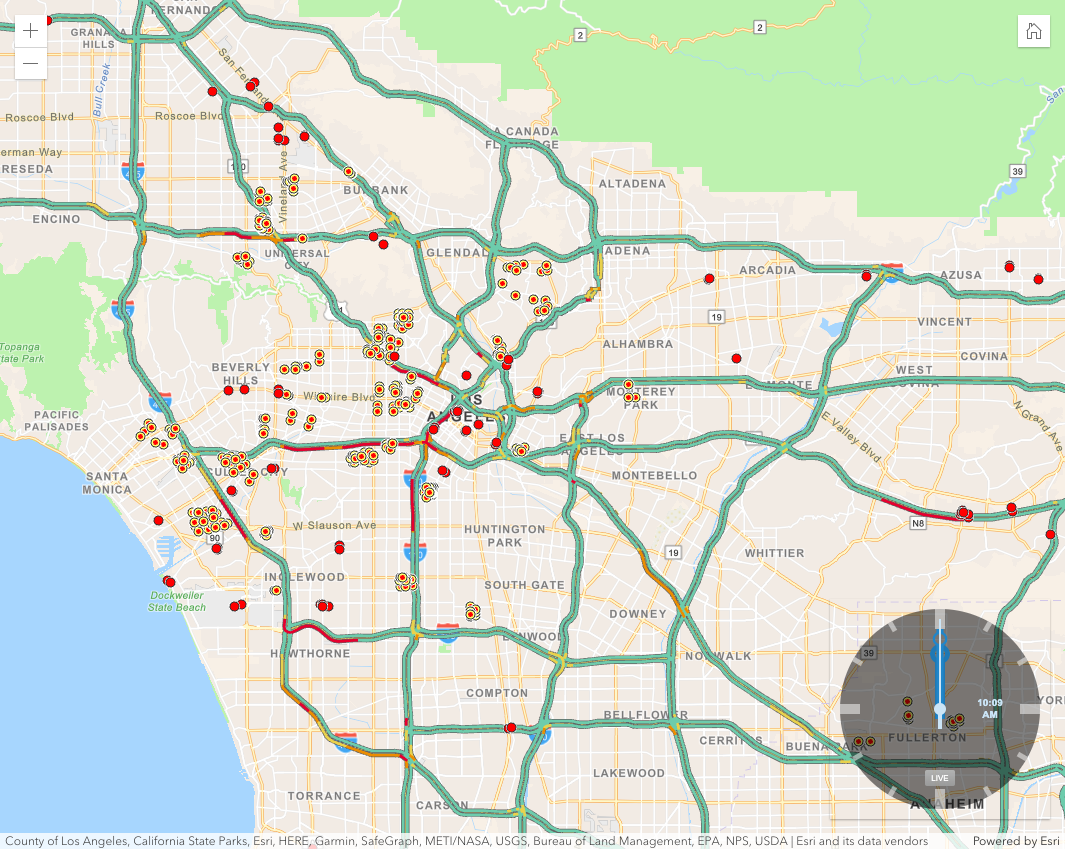 SAN
FERNANDO
GRANADA
HILLS
2
2
San Fernando
Bull Creek
Roscoe Blvd
Roscoe Blvd
LA CANADA
FLINTRIDGE
erman Way
RESEDA
170
39
Vineland Ave
BURBANK
ALTADENA
ENCINO
UNIVERSAL
CITY
GLENDALE
ADENA
ARCADIA
AZUSA
19
VINCENT
Topanga
State Park
ALHAMBRA
COVINA
BEVERLY
HILLS
WEST
COVINA
EL MONTE
Wilshire Blvd
MONTEREY
PARK
LOS
ANGELES
PACIFIC
PALISADES
N Grand Ave
E Valley Blvd
EAST LOS
ANGELES
SANTA
MONICA
CULVER CITY
MONTEBELLO
W Slauson Ave
N8
90
HUNTINGTON
PARK
19
WHITTIER
INGLEWOOD
SOUTH GATE
Dockweiler
State Beach
DOWNEY
NWOOD
HAWTHORNE
NORWALK
39
COMPTON
10:09
AM
YOR
BELLFLOWER
CERRITOS
BUENA PARK
FULLERTON
LAKEWOOD
LIVE
TORRANCE
CARSON
ANAHEIM
County of Los Angeles, California State Parks, Esri, HERE, Garmin, SafeGraph, METI/NASA, USGS, Bureau of Land Management, EPA, NPS, USDA | Esri and its data vendors
Powered by Esri